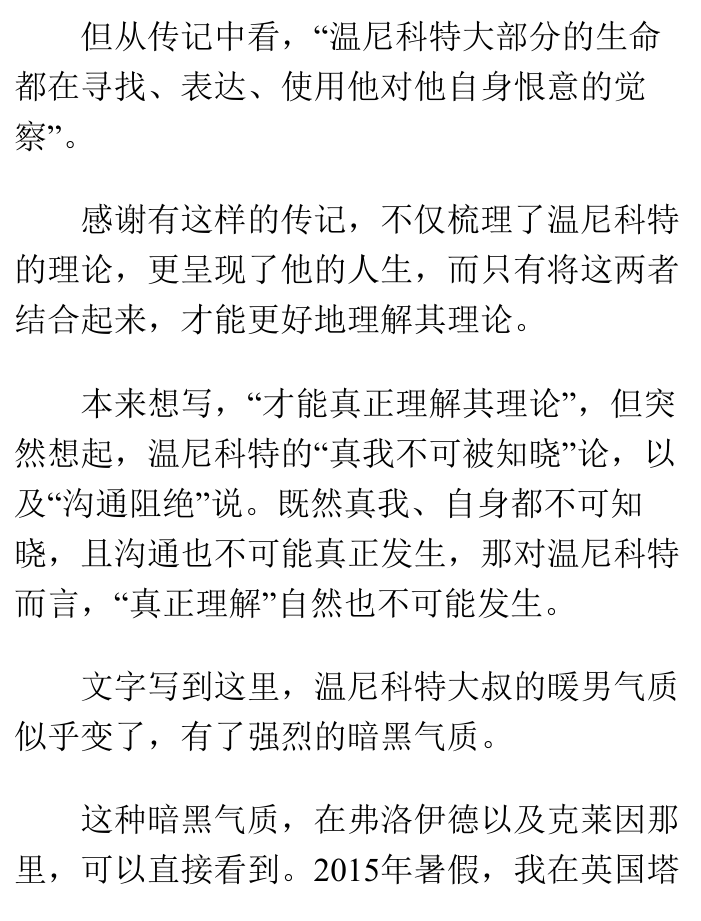 但从传记中看，“温尼科特大部分的生命
都在寻找、表达、使用他对他自身恨意的觉
察”。
感谢有这样的传记，不仅梳理了温尼科特
的理论，更呈现了他的人生，而只有将这两者
结合起来，才能更好地理解其理论。
本来想写，“才能真正理解其理论”，但突
然想起，温尼科特的“真我不可被知晓”论，以
及“沟通阻绝”说。既然真我、自身都不可知
晓，且沟通也不可能真正发生，那对温尼科特
而言，“真正理解”自然也不可能发生。
文字写到这里，温尼科特大叔的暖男气质
似乎变了，有了强烈的暗黑气质。
这种暗黑气质，在弗洛伊德以及克莱因那
里，可以直接看到。2015年暑假，我在英国塔